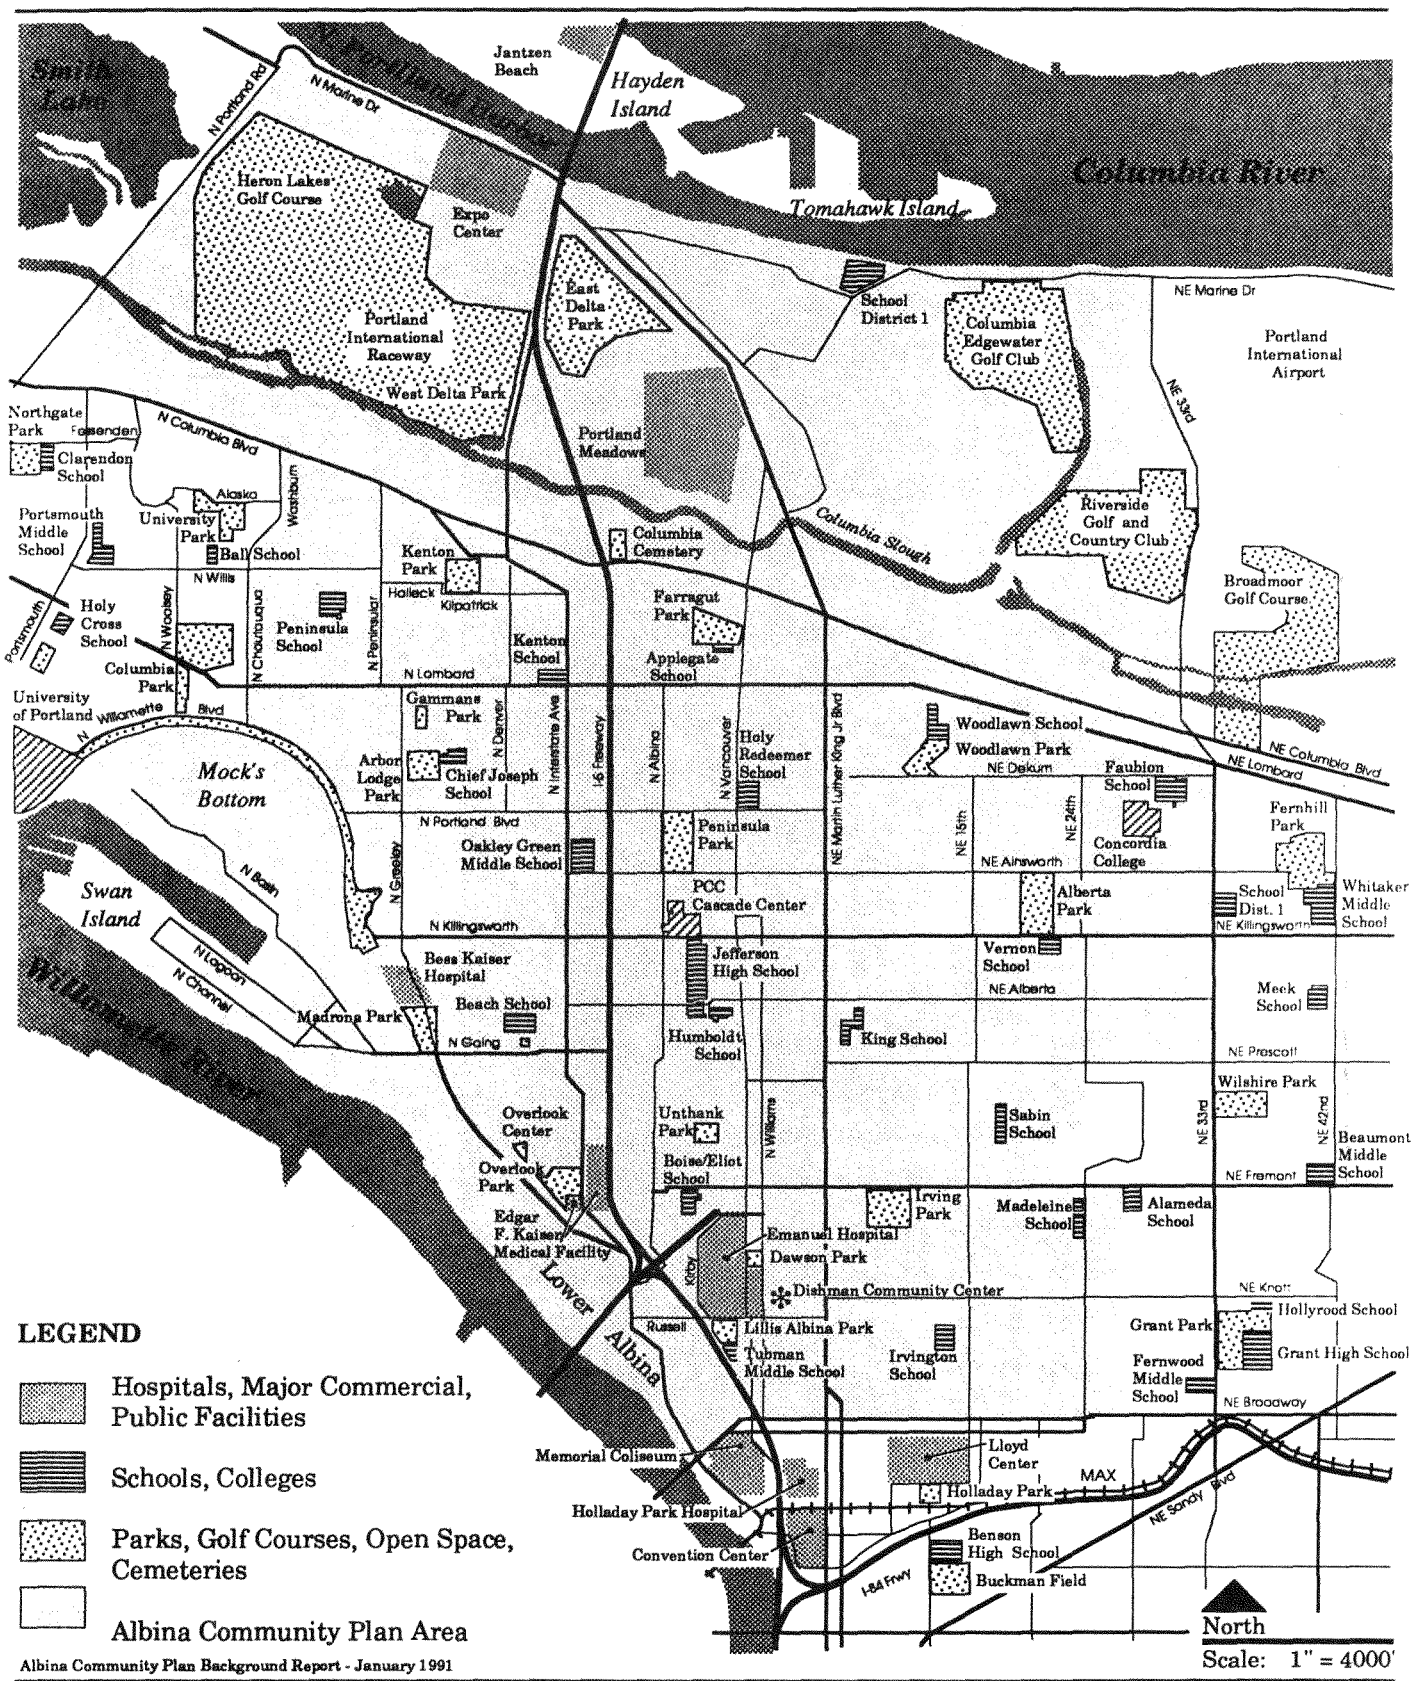 Smith
Lake
N. Portland Harbor
Jantzen
Beach
Hayden
Island
N Portland Rd
N Marine Dr
Columbia River
Tomahawk Island
Heron Lakes
Golf Course
Expo
Center
East
Delta
Park
School
District 1
NE Marine Dr
Columbia
Edgewater
Golf Club
Portland
International
Airport
Portland
International
Raceway
West Delta Park
NE 33rd
Northgate
Park
Fessenden
N Columbia Blvd
Clarendon
School
Portland
Meadows
Washburn
Alaska
Portsmouth
Middle
School
University
Park
Ball School
Columbia Slough
Riverside
Golf and
Country Club
Columbia
Cemetery
Kenton
Park
N Willis
Halleck
Kilpatrick
Broadmoor
Golf Course
Portsmouth
Holy
Cross
School
N Woolsey
N Chautauqua
Peninsula
School
N Peninsular
Farragut
Park
Kenton
School
Applegate
School
Columbia
Park
N Lombard
University
of Portland
N Willamette Blvd
Gammans
Park
N Denver
N Interstate Ave
I-5 Freeway
N Albina
N Vancouver
Holy
Redeemer
School
N Martin Luther King Jr Blvd
Woodlawn School
Woodlawn Park
NE Dekum
NE Columbia Blvd
NE Lombard
Mock's
Bottom
Arbor
Lodge
Park
Chief Joseph
School
Faubion
School
Fernhill
Park
N Portland Blvd
Peninsula
Park
NE 15th
NE 24th
Concordia
College
Oakley Green
Middle School
NE Ainsworth
N Basin
N Greeley
Swan
Island
PCC
Cascade Center
Alberta
Park
School
Dist. 1
Whitaker
Middle
School
N Killingsworth
NE Killingsworth
N Lagoon
N Channel
Bess Kaiser
Hospital
Jefferson
High School
Vernon
School
NE Alberta
Meek
School
Willamette River
Madrona Park
Beach School
N Going
Humboldt
School
King School
NE Prescott
Wilshire Park
Overlook
Center
Unthank
Park
N Williams
Sabin
School
NE 33rd
NE 42nd
Beaumont
Middle
School
Overlook
Park
Boise/Eliot
School
NE Fremont
Edgar
F. Kaiser
Medical Facility
Irving
Park
Madeleine
School
Alameda
School
Emanuel Hospital
Kirby
Dawson Park
Lower
Albina
Dishman Community Center
NE Knott
Hollyrood School
Russell
Lillis Albina Park
Grant Park
Tubman
Middle School
Irvington
School
Grant High School
Fernwood
Middle
School
NE Broadway
Memorial Coliseum
Lloyd
Center
MAX
Holladay Park
NE Sandy Blvd
Holladay Park Hospital
Convention Center
Benson
High School
I-84 Frwy
Buckman Field
LEGEND
Hospitals, Major Commercial,
Public Facilities
Schools, Colleges
Parks, Golf Courses, Open Space,
Cemeteries
Albina Community Plan Area
Albina Community Plan Background Report - January 1991
North
Scale: 1" = 4000'